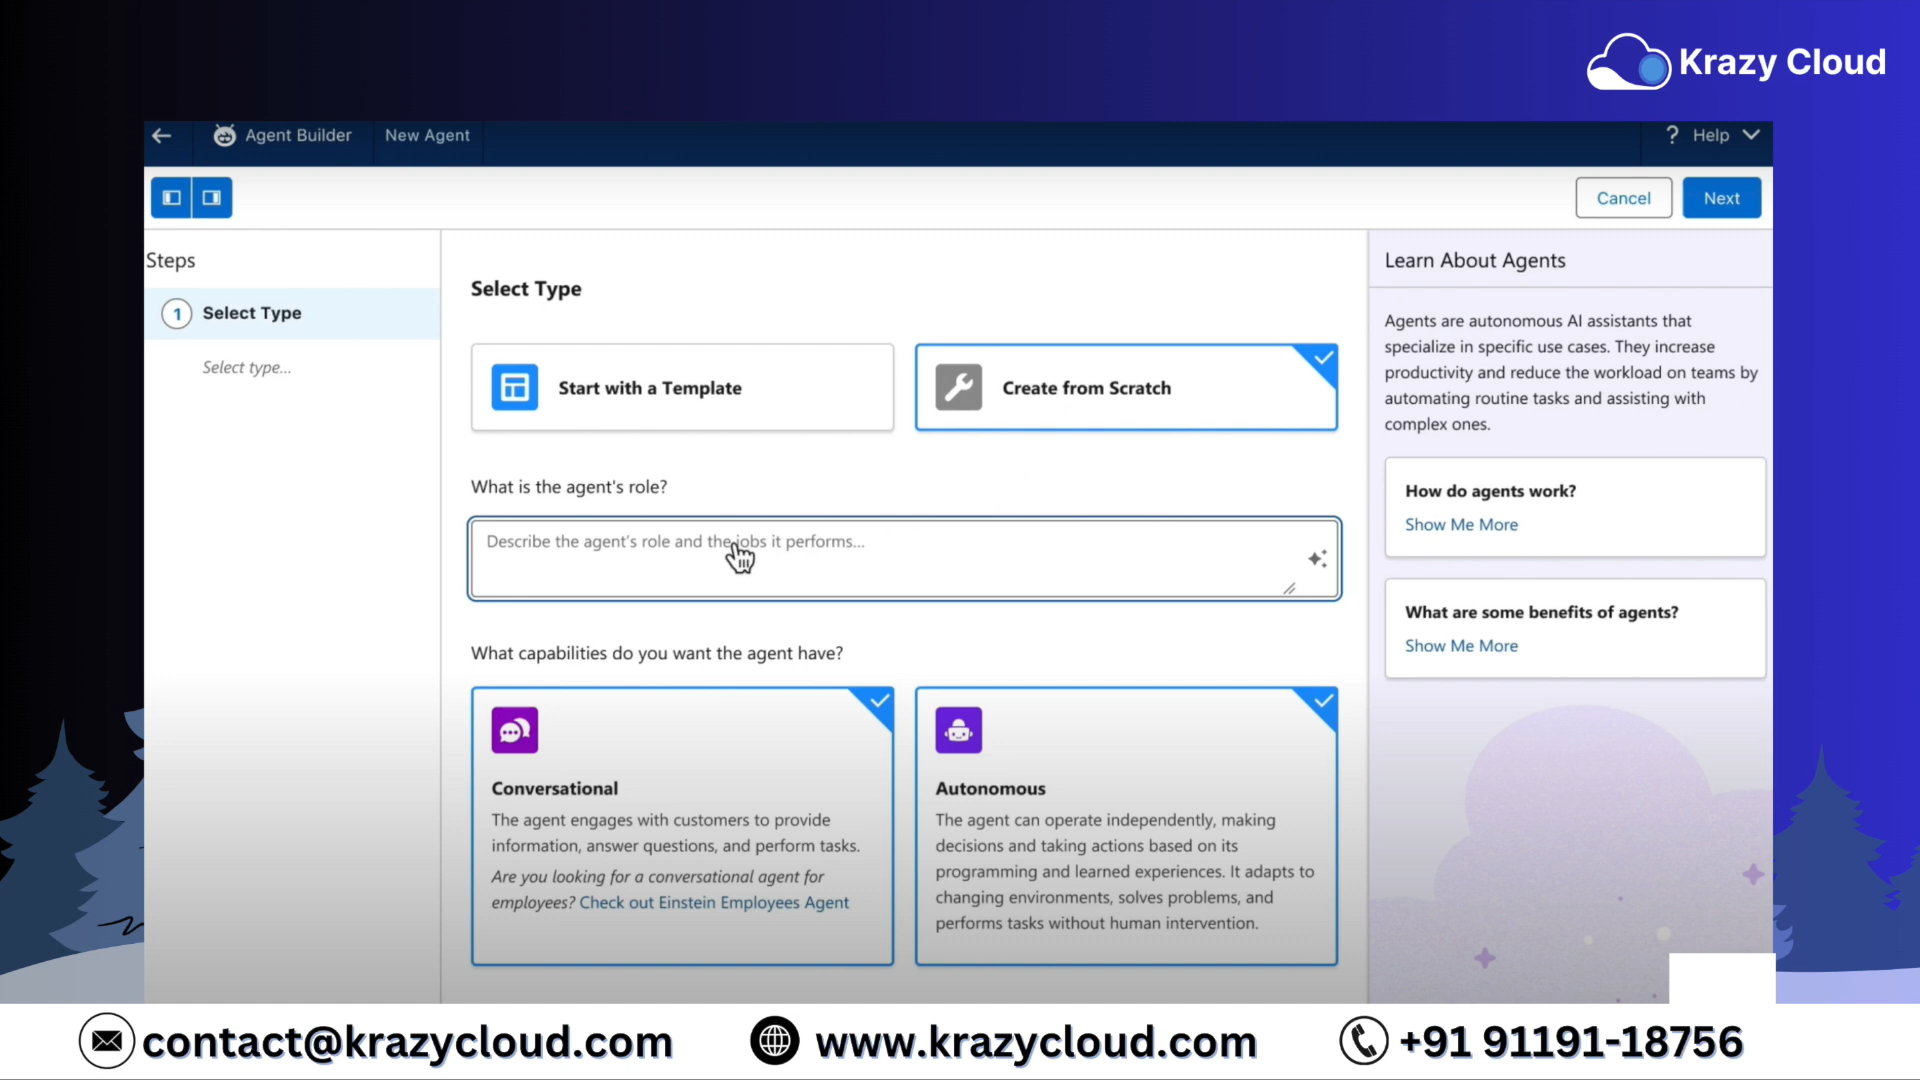 Krazy Cloud
Agent Builder
New Agent
? Help
Cancel
Next
Steps
1 Select Type
Select type...
Select Type
Start with a Template
Create from Scratch
What is the agent's role?
Describe the agent's role and the jobs it performs...
What capabilities do you want the agent have?
Conversational
The agent engages with customers to provide
information, answer questions, and perform tasks.
Are you looking for a conversational agent for
employees? Check out Einstein Employees Agent
Autonomous
The agent can operate independently, making
decisions and taking actions based on its
programming and learned experiences. It adapts to
changing environments, solves problems, and
performs tasks without human intervention.
Learn About Agents
Agents are autonomous AI assistants that
specialize in specific use cases. They increase
productivity and reduce the workload on teams by
automating routine tasks and assisting with
complex ones.
How do agents work?
Show Me More
What are some benefits of agents?
Show Me More
contact@krazycloud.com
www.krazycloud.com
+91 91191-18756